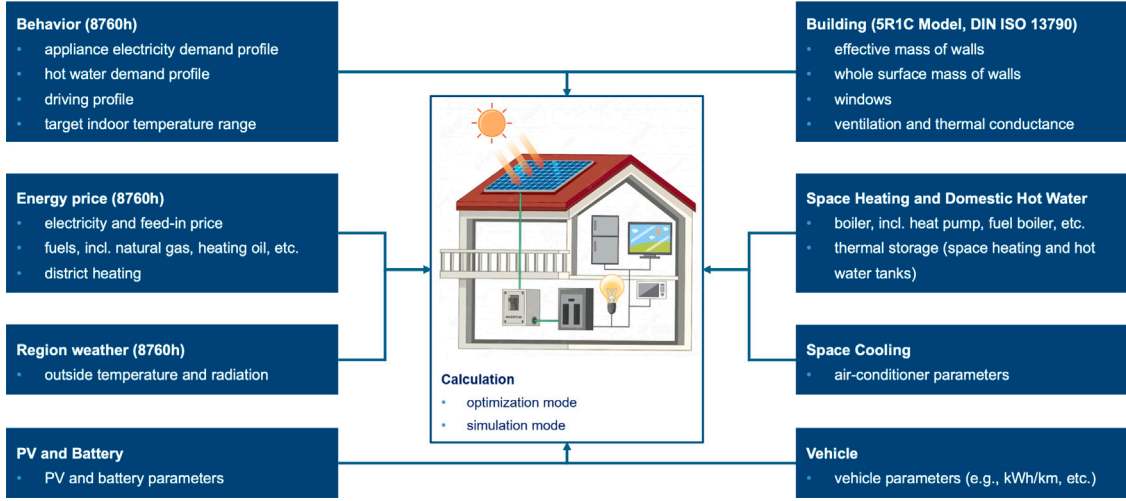 Behavior (8760h)
appliance electricity demand profile
hot water demand profile
driving profile
target indoor temperature range
Energy price (8760h)
electricity and feed-in price
fuels, incl. natural gas, heating oil, etc.
district heating
Region weather (8760h)
outside temperature and radiation
PV and Battery
PV and battery parameters
INVERTOR
Calculation
optimization mode
simulation mode
Building (5R1C Model, DIN ISO 13790)
effective mass of walls
whole surface mass of walls
windows
ventilation and thermal conductance
Space Heating and Domestic Hot Water
boiler, incl. heat pump, fuel boiler, etc.
thermal storage (space heating and hot
water tanks)
Space Cooling
air-conditioner parameters
Vehicle
vehicle parameters (e.g., kWh/km, etc.)